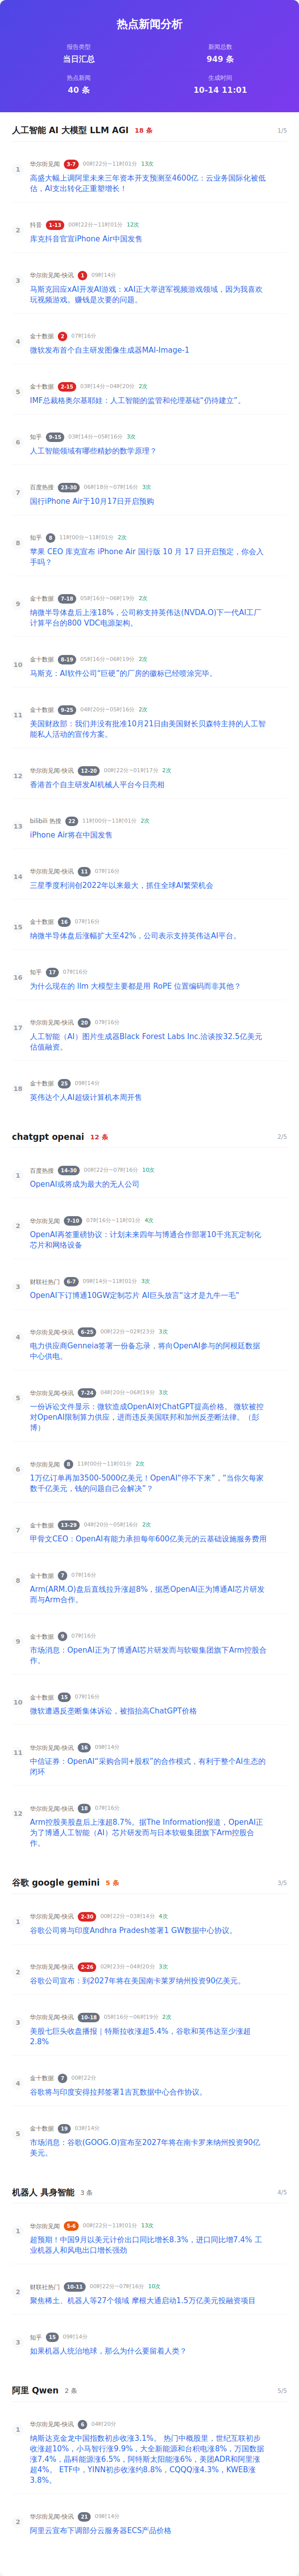 热点新闻分析
报告类型
新闻总数
当日汇总
949 条
热点新闻
生成时间
40 条
10-14 11:01
人工智能 AI 大模型 LLM AGI 18 条 1/5
1
华尔街见闻 3-7 00时22分~11时01分 13次
高盛大幅上调阿里未来三年资本开支预测至4600亿：云业务国际化被低
估，AI支出转化正重塑增长！
2
抖音 1-13 00时22分~11时01分 12次
库克抖音官宣iPhone Air中国发售
3
华尔街见闻-快讯 1 09时14分
马斯克回应xAI开发AI游戏：xAI正大举进军视频游戏领域，因为我喜欢
玩视频游戏。赚钱是次要的问题。
4
金十数据 2 07时16分
微软发布首个自主研发图像生成器MAI-Image-1
5
金十数据 2-15 03时14分~04时20分 2次
IMF总裁格奥尔基耶娃：人工智能的监管和伦理基础“仍待建立”。
6
知乎 9-15 03时14分~05时16分 3次
人工智能领域有哪些精妙的数学原理？
7
百度热搜 23-30 06时18分~07时16分 3次
国行iPhone Air于10月17日开启预购
8
知乎 8 11时00分~11时01分 2次
苹果 CEO 库克宣布 iPhone Air 国行版 10 月 17 日开启预定，你会入
手吗？
9
金十数据 7-18 05时16分~06时19分 2次
纳微半导体盘后上涨18%，公司称支持英伟达(NVDA.O)下一代AI工厂
计算平台的800 VDC电源架构。
10
金十数据 8-19 05时16分~06时19分 2次
马斯克：AI软件公司“巨硬”的厂房的徽标已经喷涂完毕。
11
金十数据 9-25 04时20分~05时16分 2次
美国财政部：我们并没有批准10月21日由美国财长贝森特主持的人工智
能私人活动的宣传方案。
12
华尔街见闻-快讯 12-20 00时22分~01时17分 2次
香港首个自主研发AI机械人平台今日亮相
13
bilibili 热搜 22 11时00分~11时01分 2次
iPhone Air将在中国发售
14
华尔街见闻-快讯 11 07时16分
三星季度利润创2022年以来最大，抓住全球AI繁荣机会
15
金十数据 16 07时16分
纳微半导体盘后涨幅扩大至42%，公司表示支持英伟达AI平台。
16
知乎 17 07时16分
为什么现在的 llm 大模型主要都是用 RoPE 位置编码而非其他？
17
华尔街见闻-快讯 20 07时16分
人工智能（AI）图片生成器Black Forest Labs Inc.洽谈按32.5亿美元
估值融资。
18
金十数据 25 09时14分
英伟达个人AI超级计算机本周开售
chatgpt openai 12 条 2/5
1
百度热搜 14-30 00时22分~07时16分 10次
OpenAI或将成为最大的无人公司
2
华尔街见闻 7-10 07时16分~11时01分 4次
OpenAI再签重磅协议：计划未来四年与博通合作部署10千兆瓦定制化
芯片和网络设备
3
财联社热门 6-7 09时14分~11时01分 3次
OpenAI下订博通10GW定制芯片 AI巨头放言“这才是九牛一毛”
4
华尔街见闻-快讯 6-25 00时22分~02时23分 3次
电力供应商Genneia签署一份备忘录，将向OpenAI参与的阿根廷数据
中心供电。
5
华尔街见闻-快讯 7-24 04时20分~06时19分 3次
一份诉讼文件显示：微软造成OpenAI对ChatGPT提高价格。 微软被控
对OpenAI限制算力供应，进而违反美国联邦和加州反垄断法律。（彭
博）
6
华尔街见闻 8 11时00分~11时01分 2次
1万亿订单再加3500-5000亿美元！OpenAI“停不下来”，“当你欠每家
数千亿美元，钱的问题自己会解决”？
7
金十数据 13-29 04时20分~05时16分 2次
甲骨文CEO：OpenAI有能力承担每年600亿美元的云基础设施服务费用
8
金十数据 7 07时16分
Arm(ARM.O)盘后直线拉升涨超8%，据悉OpenAI正为博通AI芯片研发
而与Arm合作。
9
金十数据 9 07时16分
市场消息：OpenAI正为了博通AI芯片研发而与软银集团旗下Arm控股合
作。
10
金十数据 15 07时16分
微软遭遇反垄断集体诉讼，被指抬高ChatGPT价格
11
华尔街见闻-快讯 16 09时14分
中信证券：OpenAI“采购合同+股权”的合作模式，有利于整个AI生态的
闭环
12
华尔街见闻-快讯 18 07时16分
Arm控股美股盘后上涨超8.7%。据The Information报道，OpenAI正
为了博通人工智能（AI）芯片研发而与日本软银集团旗下Arm控股合
作。
谷歌 google gemini 5 条 3/5
1
华尔街见闻-快讯 2-30 00时22分~03时14分 4次
谷歌公司将与印度Andhra Pradesh签署1 GW数据中心协议。
2
华尔街见闻-快讯 2-26 02时23分~04时20分 3次
谷歌公司宣布：到2027年将在美国南卡莱罗纳州投资90亿美元。
3
华尔街见闻-快讯 10-18 05时16分~06时19分 2次
美股七巨头收盘播报｜特斯拉收涨超5.4%，谷歌和英伟达至少涨超
2.8%
4
金十数据 7 00时22分
谷歌将与印度安得拉邦签署1吉瓦数据中心合作协议。
5
金十数据 19 03时14分
市场消息：谷歌(GOOG.O)宣布至2027年将在南卡罗来纳州投资90亿
美元。
机器人 具身智能 3 条 4/5
1
华尔街见闻 5-6 00时22分~11时01分 13次
超预期！中国9月以美元计价出口同比增长8.3%，进口同比增7.4% 工
业机器人和风电出口增长强劲
2
财联社热门 10-11 00时22分~07时16分 10次
聚焦稀土、机器人等27个领域 摩根大通启动1.5万亿美元投融资项目
3
知乎 15 09时14分
如果机器人统治地球，那么为什么要留着人类？
阿里 Qwen 2 条 5/5
1
华尔街见闻-快讯 6 04时20分
纳斯达克金龙中国指数初步收涨3.1%。 热门中概股里，世纪互联初步
收涨超10%，小马智行涨9.9%，大全新能源和台积电涨8%，万国数据
涨7.4%，晶科能源涨6.5%，阿特斯太阳能涨6%，美团ADR和阿里涨
超4%。 ETF中，YINN初步收涨约8.8%，CQQQ涨4.3%，KWEB涨
3.8%。
2
华尔街见闻-快讯 21 09时14分
阿里云宣布下调部分云服务器ECS产品价格